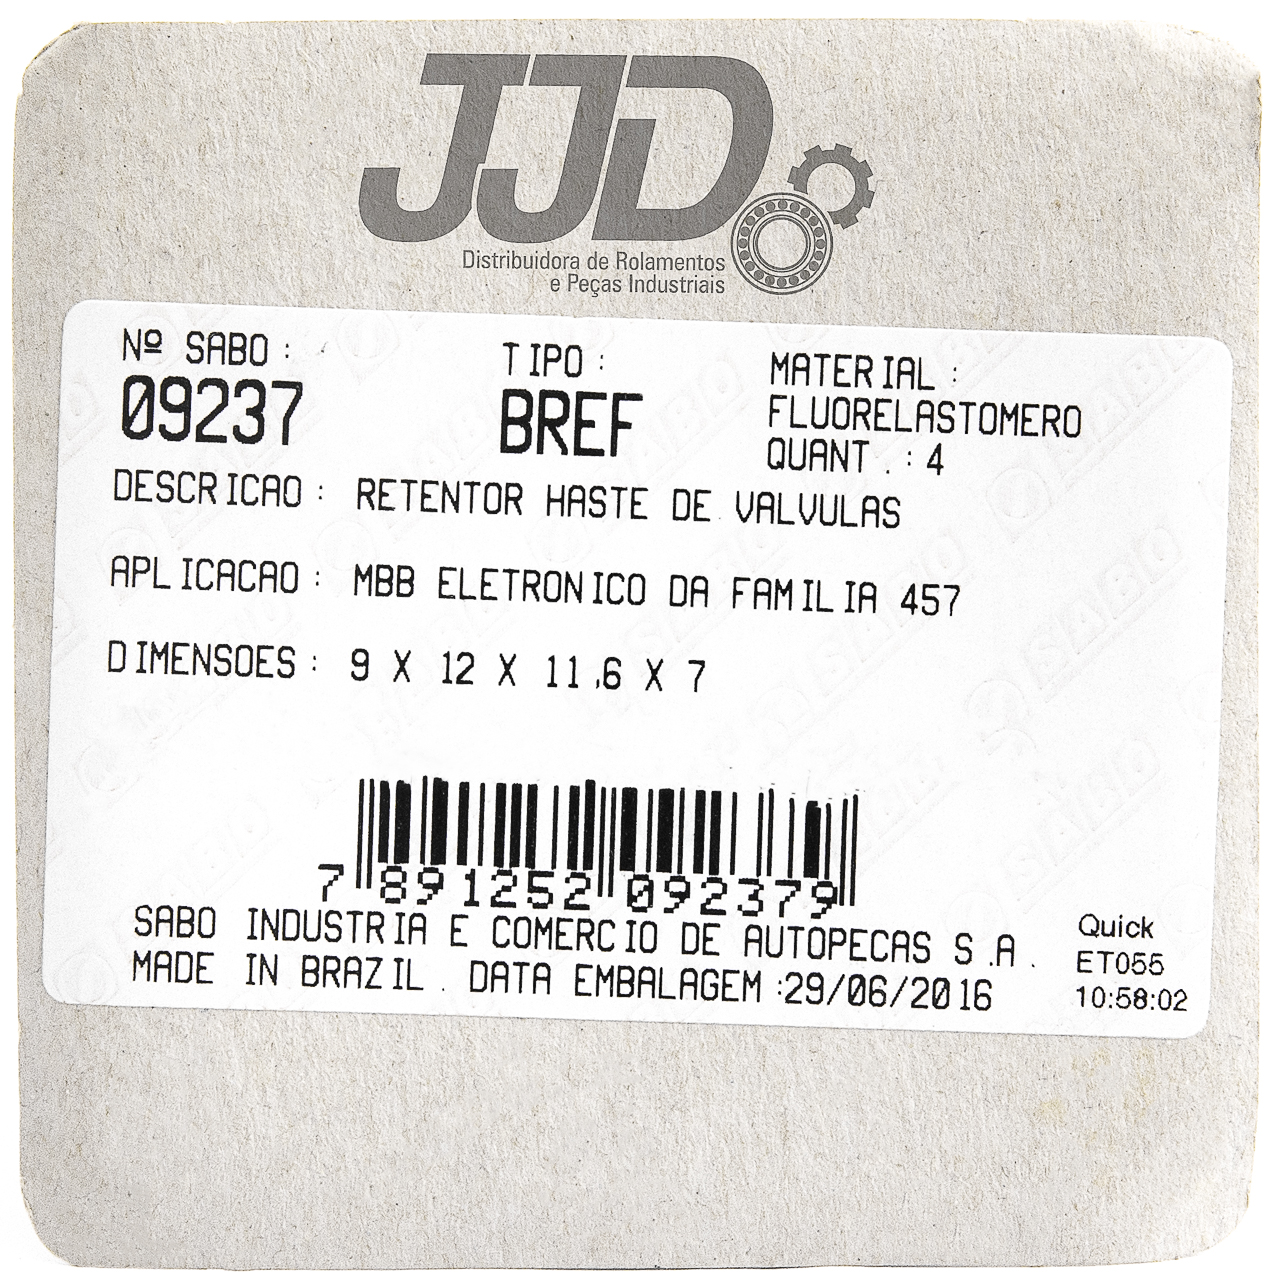 JJD
Distribuidora de Rolamentos
e Peças Industriais
Nº SABO :
09237
TIPO :
BREF
MATERIAL :
FLUORELASTOMERO
QUANT . : 4
DESCRICAO : RETENTOR HASTE DE VALVULAS
APLICACAO : MBB ELETRONICO DA FAMILIA 457
DIMENSOES : 9 X 12 X 11,6 X 7
7 891252 092379
SABO INDUSTRIA E COMERCIO DE AUTOPECAS S.A.
MADE IN BRAZIL. DATA EMBALAGEM :29/06/2016
Quick
ET055
10:58:02